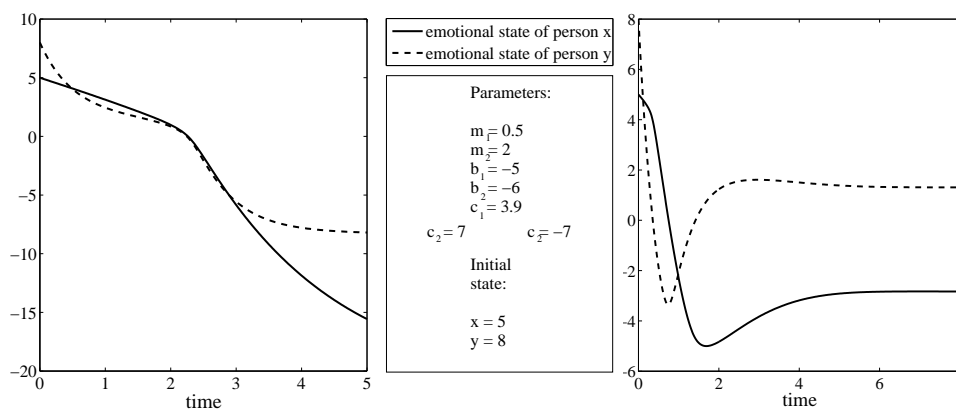 10
5
0
−5
−10
−15
−20
0 1 2 3 4 5
time
emotional state of person x
emotional state of person y
Parameters:
m1= 0.5
m2= 2
b1= −5
b2= −6
c1= 3.9
c2= 7 c2= −7
Initial
state:
x = 5
y = 8
8
6
4
2
0
−2
−4
−6
0 2 4 6
time